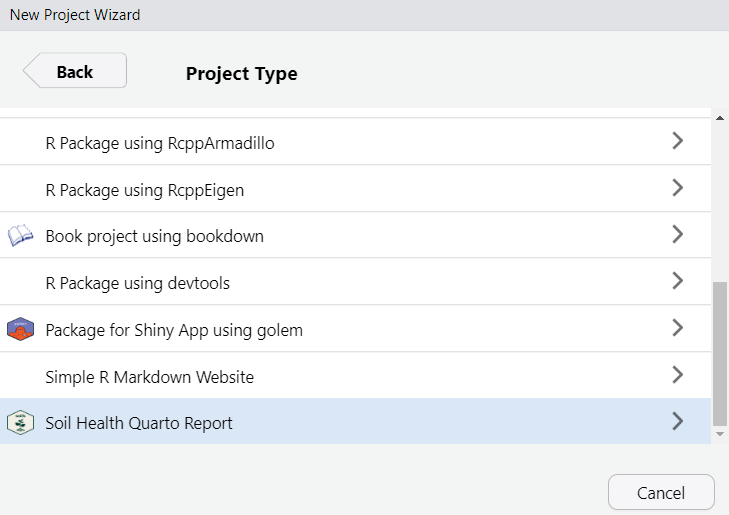 New Project Wizard
Back
Project Type
R Package using RcppArmadillo
R Package using RcppEigen
Book project using bookdown
R Package using devtools
Package for Shiny App using golem
Simple R Markdown Website
Soil Health Quarto Report
Cancel